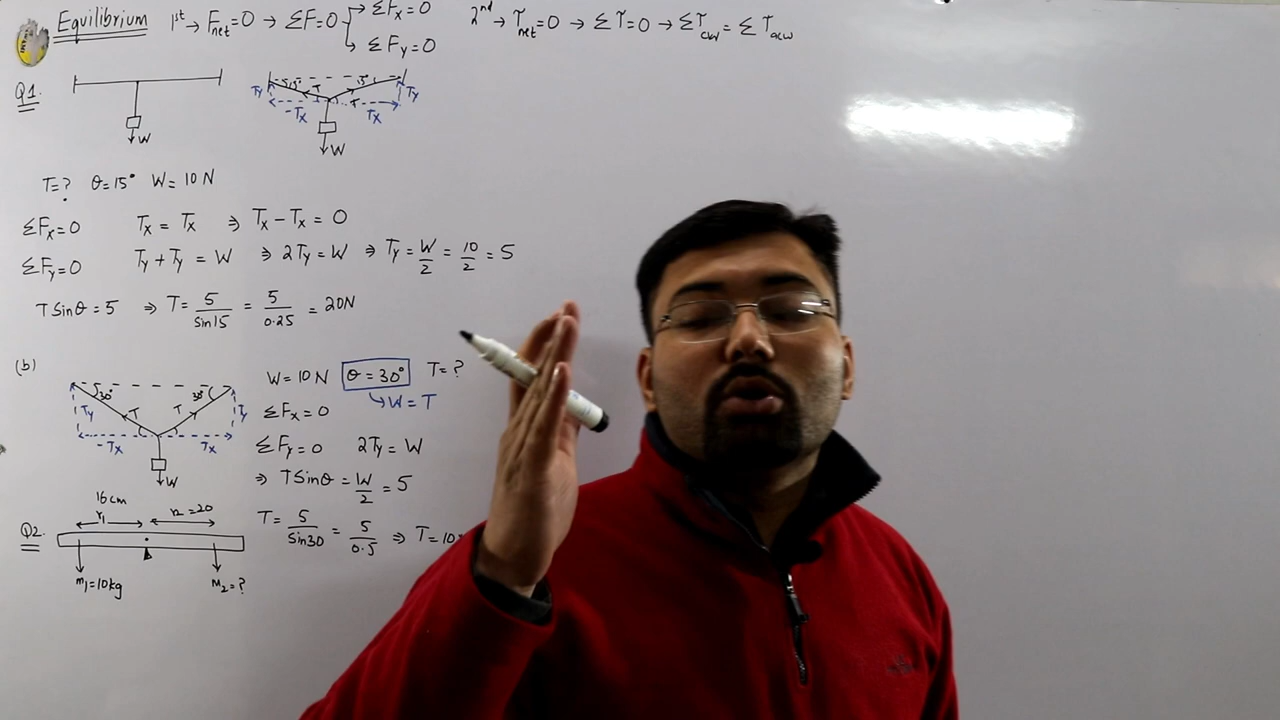 Equilibrium 1st → Fnet=0 → ΣF=0 → ΣFx=0 2nd → τnet=0 → Στ=0 → Στcw = Στacw
↳ ΣFy=0
Q1.
15° 15°
Ty T T Ty
-Tx Tx
W W
T=? θ=15° W=10N
ΣFx=0 Tx = Tx ⇒ Tx - Tx = 0
ΣFy=0 Ty + Ty = W ⇒ 2Ty = W ⇒ Ty = W/2 = 10/2 = 5
T Sinθ = 5 ⇒ T = 5/sin15 = 5/0.25 = 20N
(b)
W = 10 N θ = 30° T = ?
↳ W = T
30° 30°
Ty T T Ty
-Tx Tx
W
ΣFx=0
ΣFy=0 2Ty = W
⇒ TSinθ = W/2 = 5
T = 5/Sin30 = 5/0.5 ⇒ T = 10
Q2.
16cm
r1 r2=20
m1=10kg m2=?